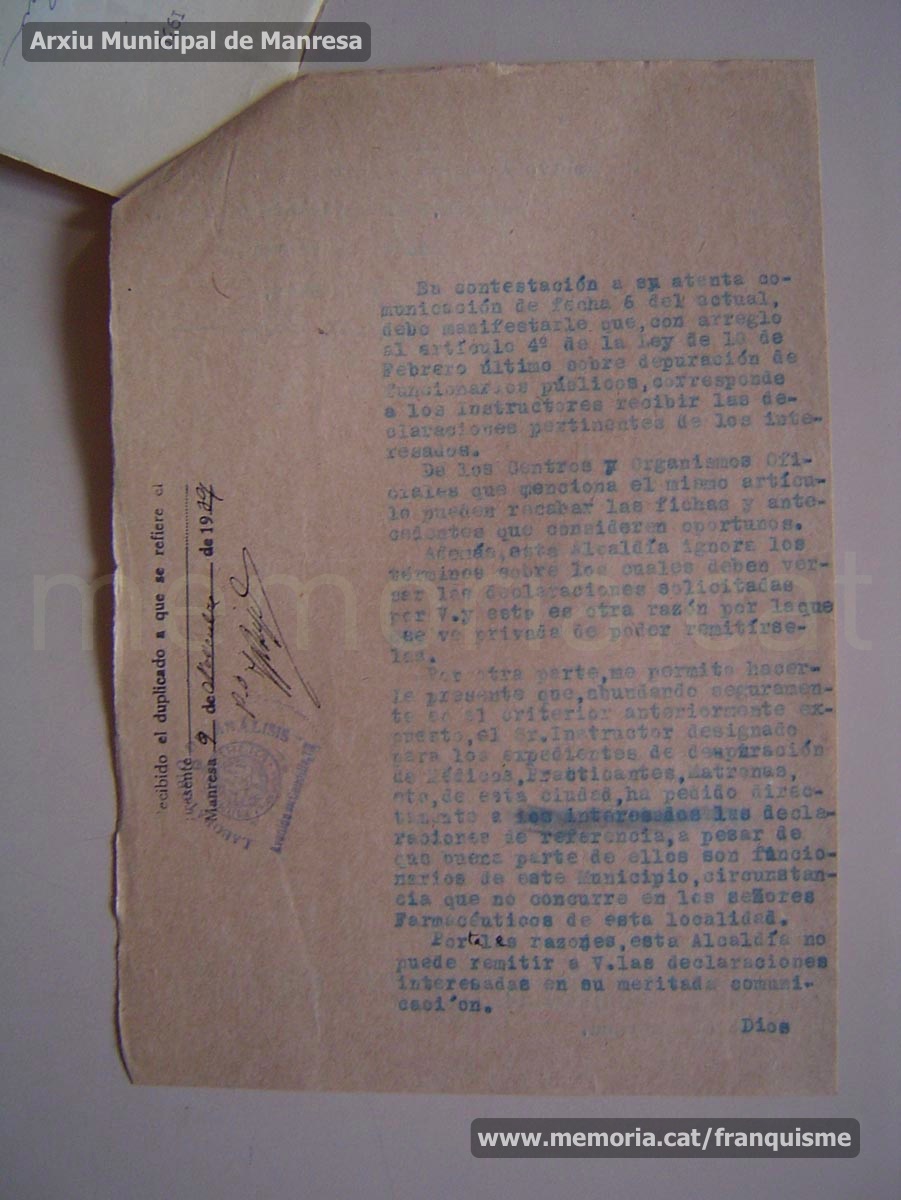 Arxiu Municipal de Manresa
En contestación a su atenta co-
municación de fecha 6 del actual,
debo manifestarle que, con arreglo
al artículo 4º de la Ley de 10 de
Febrero último sobre depuración de
funcionarios públicos, corresponde
a los Instructores recibir las de-
claraciones pertinentes de los inte-
resados.
De los Centros y Organismos Ofi-
ciales que menciona el mismo artícu-
lo pueden recabar las fichas y ante-
cedentes que consideren oportunos.
Además, esta Alcaldía ignora los
términos sobre los cuales deben ver-
sar las declaraciones solicitadas
por V. y esto es otra razón por laque
se ve privada de poder remitírse-
las.
Por otra parte, me permito hacer-
le presente que, abundando seguramen-
te en el criterior anteriormente ex-
puesto, el Sr. Instructor designado
para los expedientes de deapuración
de Médicos, Practicantes, Matronas,
etc, de esta ciudad, ha pedido direc-
tamente a los interesados las decla-
raciones de referencia, a pesar de
que buena parte de ellos son funcio-
narios de este Municipio, circunstan-
cia que no concurre en los señores
Farmacéuticos de esta localidad.
Portales razones, esta Alcaldía no
puede remitir a V. las declaraciones
interesadas en su meritada comuni-
cación.
Dios
ecibido el duplicado a que se refiere el
Manresa 9 de de 1939
P.O.
ANÁLISIS
memoria.cat
www.memoria.cat/franquisme